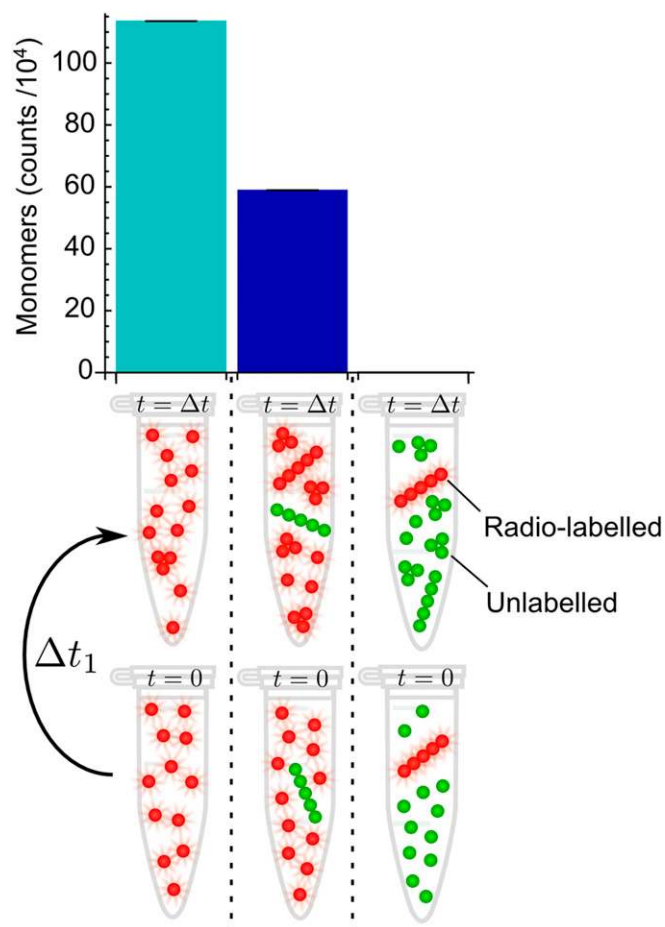 Monomers (counts /10⁴)
100
80
60
40
20
0
t = Δt
t = Δt
t = Δt
Radio-labelled
Unlabelled
Δt₁
t = 0
t = 0
t = 0